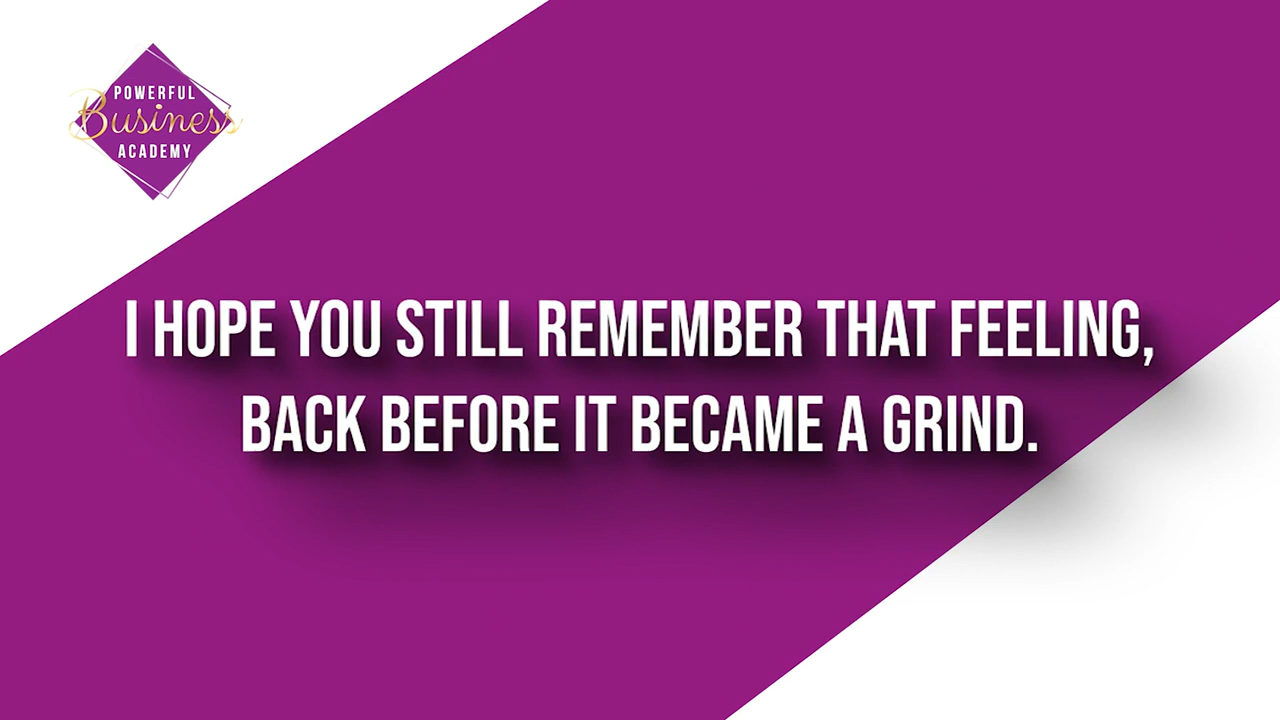 POWERFUL
Business
ACADEMY
I HOPE YOU STILL REMEMBER THAT FEELING,
BACK BEFORE IT BECAME A GRIND.